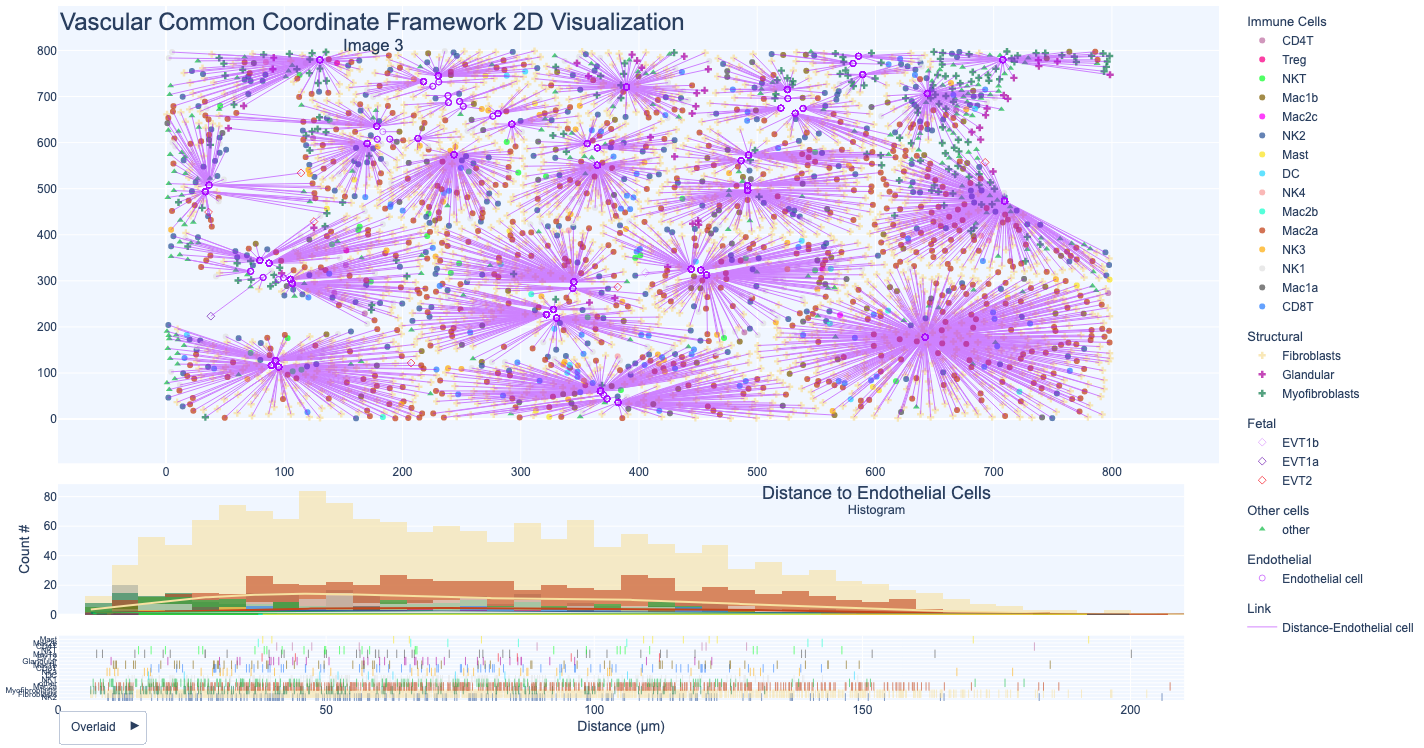 Vascular Common Coordinate Framework 2D Visualization
Image 3
800
700
600
500
400
300
200
100
0
0 100 200 300 400 500 600 700 800
Immune Cells
CD4T
Treg
NKT
Mac1b
Mac2c
NK2
Mast
DC
NK4
Mac2b
Mac2a
NK3
NK1
Mac1a
CD8T
Structural
Fibroblasts
Glandular
Myofibroblasts
Fetal
EVT1b
EVT1a
EVT2
Other cells
other
Endothelial
Endothelial cell
Link
Distance-Endothelial cell
Distance to Endothelial Cells
Histogram
Count #
80
60
40
20
0
Mast
Glandular
Myofibroblasts
Fibroblasts
NK2
0 50 100 150 200
Distance (μm)
Overlaid ►